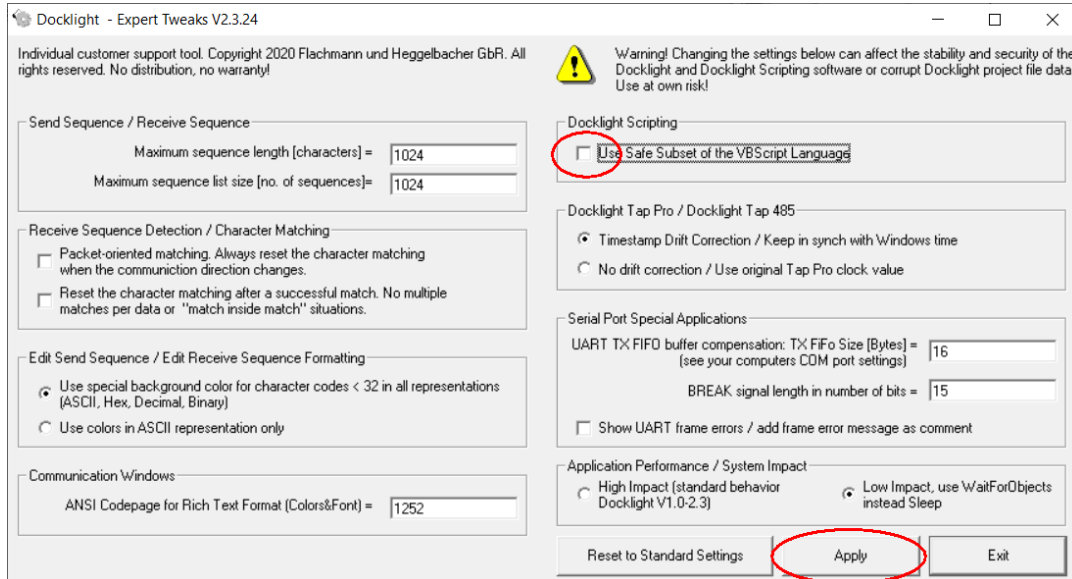 Docklight - Expert Tweaks V2.3.24
Individual customer support tool. Copyright 2020 Flachmann und Heggelbacher GbR. All
rights reserved. No distribution, no warranty!
Send Sequence / Receive Sequence
Maximum sequence length [characters] = 1024
Maximum sequence list size [no. of sequences]= 1024
Receive Sequence Detection / Character Matching
Packet-oriented matching. Always reset the character matching
when the communiction direction changes.
Reset the character matching after a successful match. No multiple
matches per data or "match inside match" situations.
Edit Send Sequence / Edit Receive Sequence Formatting
Use special background color for character codes < 32 in all representations
(ASCII, Hex, Decimal, Binary)
Use colors in ASCII representation only
Communication Windows
ANSI Codepage for Rich Text Format (Colors&Font) = 1252
Warning! Changing the settings below can affect the stability and security of the
Docklight and Docklight Scripting software or corrupt Docklight project file data
Use at own risk!
Docklight Scripting
Use Safe Subset of the VBScript Language
Docklight Tap Pro / Docklight Tap 485
Timestamp Drift Correction / Keep in synch with Windows time
No drift correction / Use original Tap Pro clock value
Serial Port Special Applications
UART TX FIFO buffer compensation: TX FiFo Size [Bytes] = 16
(see your computers COM port settings)
BREAK signal length in number of bits = 15
Show UART frame errors / add frame error message as comment
Application Performance / System Impact
High Impact (standard behavior
Docklight V1.0-2.3)
Low Impact, use WaitForObjects
instead Sleep
Reset to Standard Settings
Apply
Exit